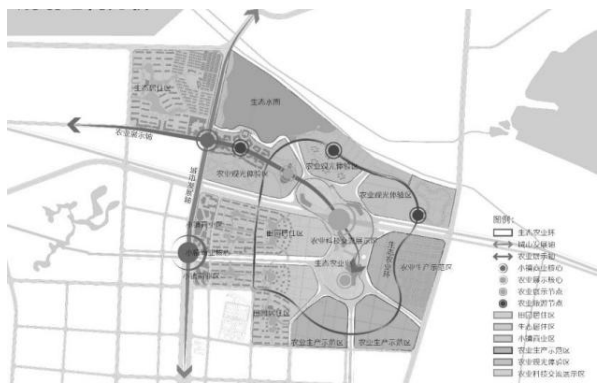 生态居住区
生态水圃
农业展示轴
农业观光体验区
农业观光体验区
农业观光体验区
田园居住区
农业科技交流展示区
小镇商业核心
生态农业环
农业生产示范区
田园居住区
农业生产示范区
农业生产示范区
图例:
生态农业环
城山发展轴
农业展示轴
小镇商业核心
农业展示核心
农业展示节点
农业旅游节点
田园居住区
生态居住区
小镇商业区
农业生产示范区
农业观光体验区
农业科技交流展示区